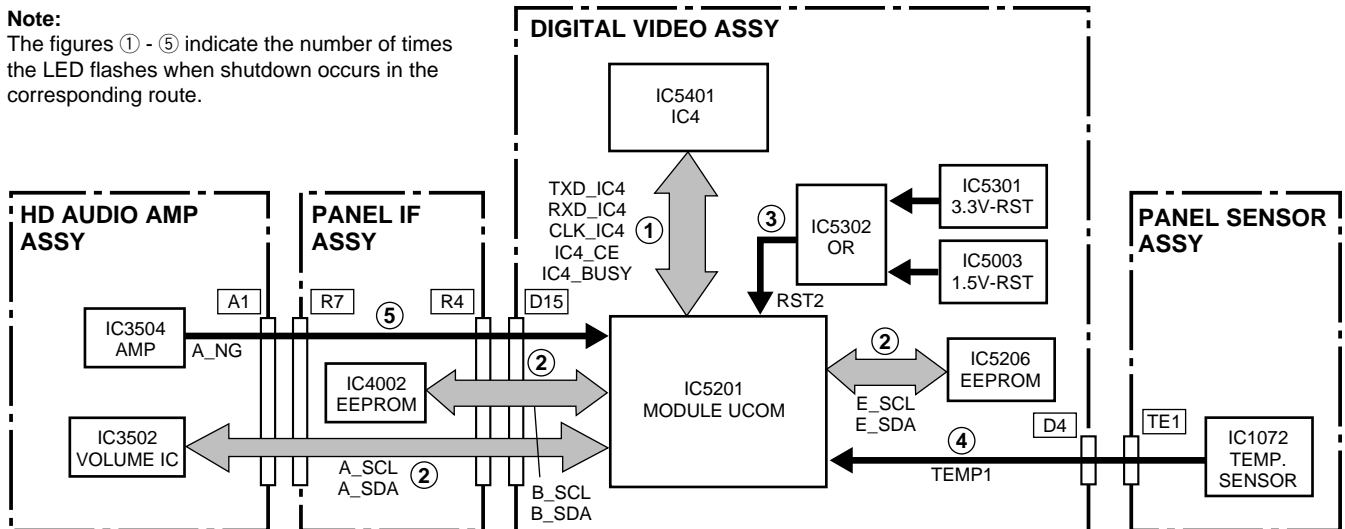 Note:
The figures ① - ⑤ indicate the number of times
the LED flashes when shutdown occurs in the
corresponding route.
DIGITAL VIDEO ASSY
IC5401
IC4
TXD_IC4
RXD_IC4
CLK_IC4
IC4_CE
IC4_BUSY
①
③
IC5302
OR
IC5301
3.3V-RST
IC5003
1.5V-RST
RST2
HD AUDIO AMP
ASSY
PANEL IF
ASSY
PANEL SENSOR
ASSY
A1
R7
R4
D15
IC3504
AMP
A_NG
⑤
IC4002
EEPROM
②
IC5201
MODULE UCOM
②
IC5206
EEPROM
E_SCL
E_SDA
IC3502
VOLUME IC
A_SCL
A_SDA
②
B_SCL
B_SDA
④
TEMP1
D4
TE1
IC1072
TEMP.
SENSOR